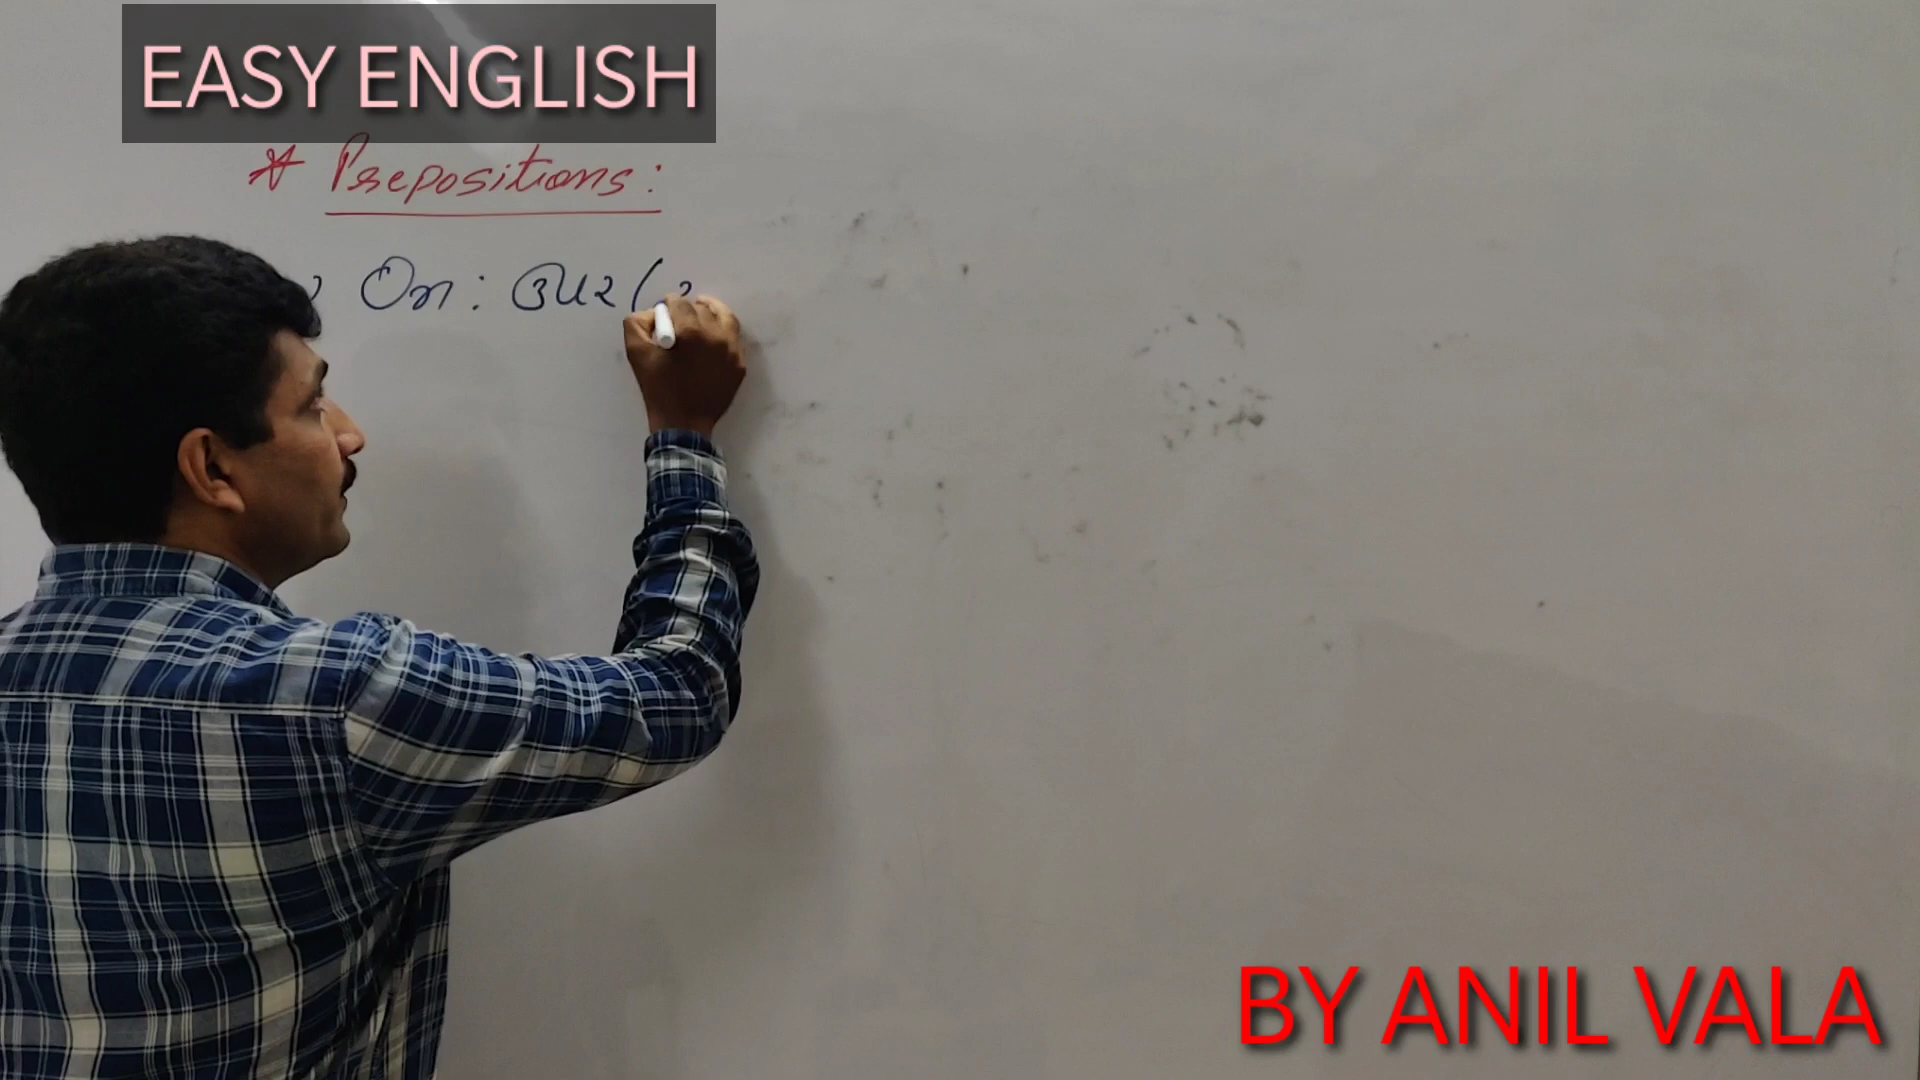 EASY ENGLISH
* Prepositions:
On: ઉપર (
BY ANIL VALA